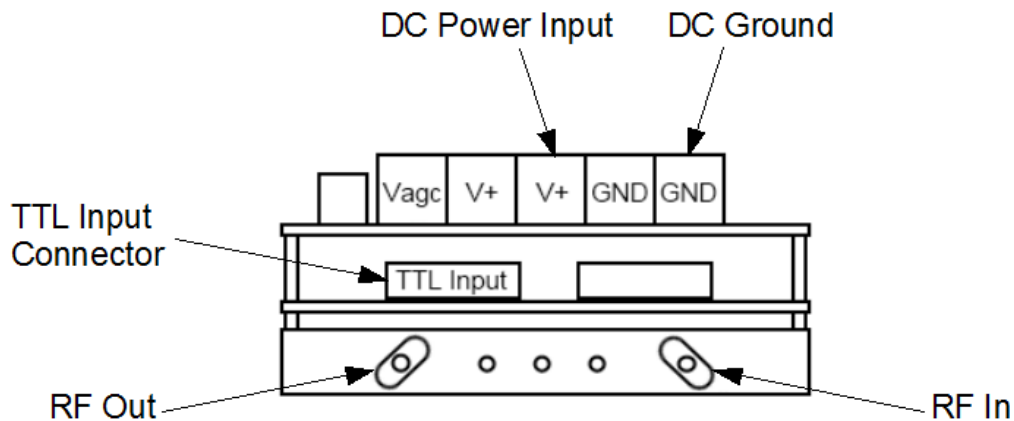 DC Power Input
DC Ground
Vagc
V+
V+
GND
GND
TTL Input
Connector
TTL Input
RF Out
RF In